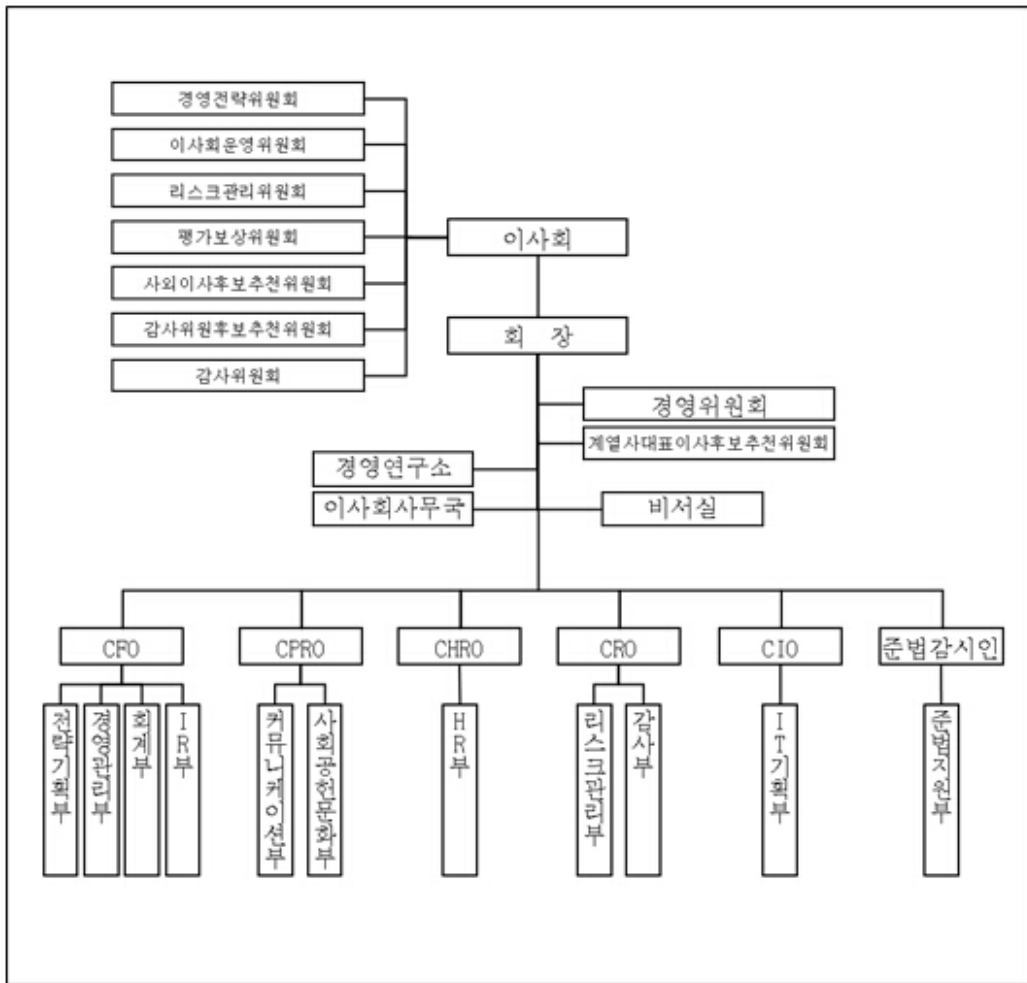 경영전략위원회
이사회운영위원회
리스크관리위원회
평가보상위원회
사외이사후보추천위원회
감사위원후보추천위원회
감사위원회
이사회
회 장
경영위원회
계열사대표이사후보추천위원회
경영연구소
이사회사무국
비서실
CFO
CPRO
CHRO
CRO
CIO
준법감시인
전략기획부
경영관리부
회계부
IR부
커뮤니케이션부
사회공헌문화부
HR부
리스크관리부
감사부
IT기획부
준법지원부